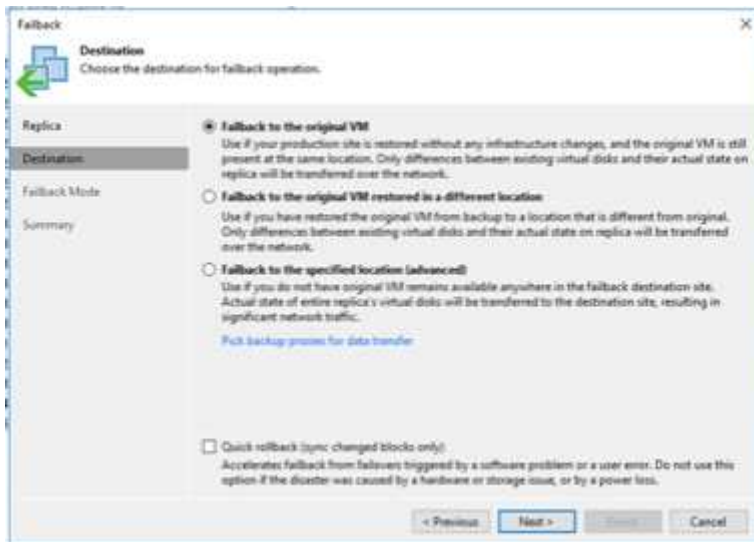 Failback
Destination
Choose the destination for failback operation.
Replica
Destination
Failback Mode
Summary
Failback to the original VM
Use if your production site is restored without any infrastructure changes, and the original VM is still
present at the same location. Only differences between existing virtual disks and their actual state on
replica will be transferred over the network.
Failback to the original VM restored in a different location
Use if you have restored the original VM from backup to a location that is different from original.
Only differences between existing virtual disks and their actual state on replica will be transferred
over the network.
Failback to the specified location (advanced)
Use if you do not have original VM remains available anywhere in the failback destination site.
Actual state of entire replica's virtual disks will be transferred to the destination site, resulting in
significant network traffic.
Pick backup proxies for data transfer
Quick rollback (sync changed blocks only)
Accelerates failback from failovers triggered by a software problem or a user error. Do not use this
option if the disaster was caused by a hardware or storage issue, or by a power loss.
< Previous
Next >
Cancel